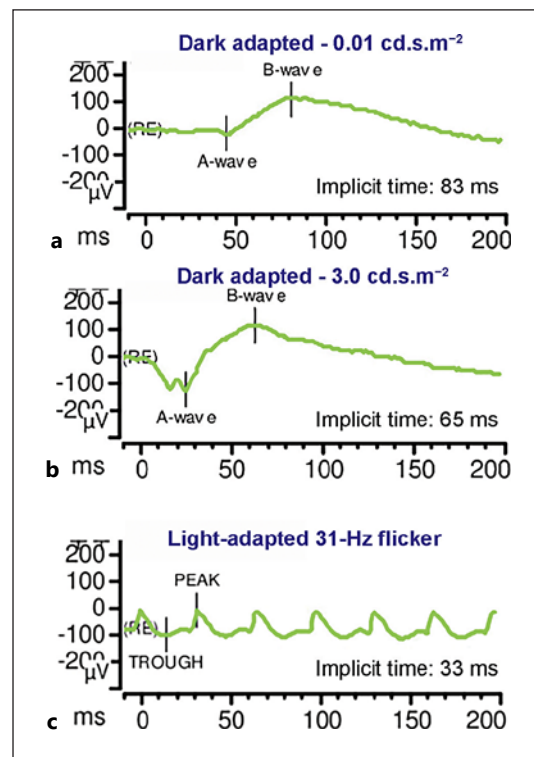 Dark adapted - 0.01 cd.s.m⁻²
200
B-wave
100
0
(RE)
A-wave
-100
-200
µV
Implicit time: 83 ms
a
ms
0 50 100 150 200
Dark adapted - 3.0 cd.s.m⁻²
200
B-wave
100
0
(RE)
-100
A-wave
-200
µV
Implicit time: 65 ms
b
ms
0 50 100 150 200
Light-adapted 31-Hz flicker
200
100
PEAK
0
(RE)
-100
TROUGH
-200
µV
Implicit time: 33 ms
c
ms
0 50 100 150 200